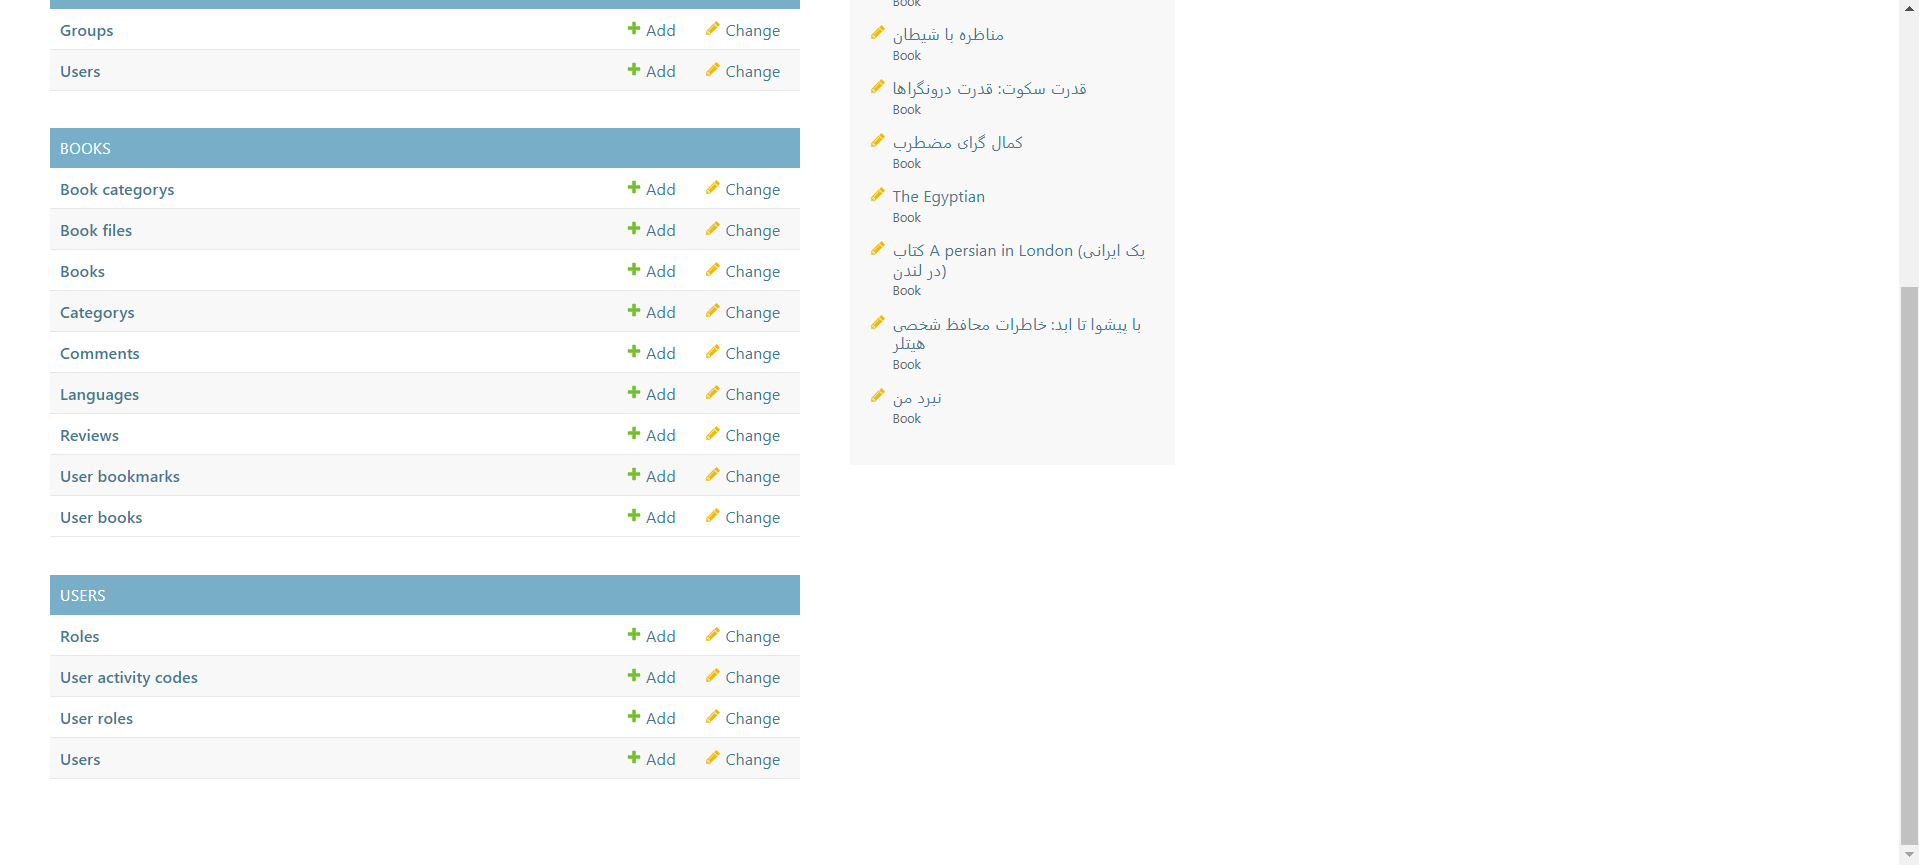 Groups Add Change
Users Add Change
BOOKS
Book categorys Add Change
Book files Add Change
Books Add Change
Categorys Add Change
Comments Add Change
Languages Add Change
Reviews Add Change
User bookmarks Add Change
User books Add Change
USERS
Roles Add Change
User activity codes Add Change
User roles Add Change
Users Add Change
Book
مناظره با شیطان
Book
قدرت سکوت: قدرت درونگراها
Book
کمال گرای مضطرب
Book
The Egyptian
Book
کتاب A persian in London (یک ایرانی
در لندن)
Book
با پیشوا تا ابد: خاطرات محافظ شخصی
هیتلر
Book
نبرد من
Book